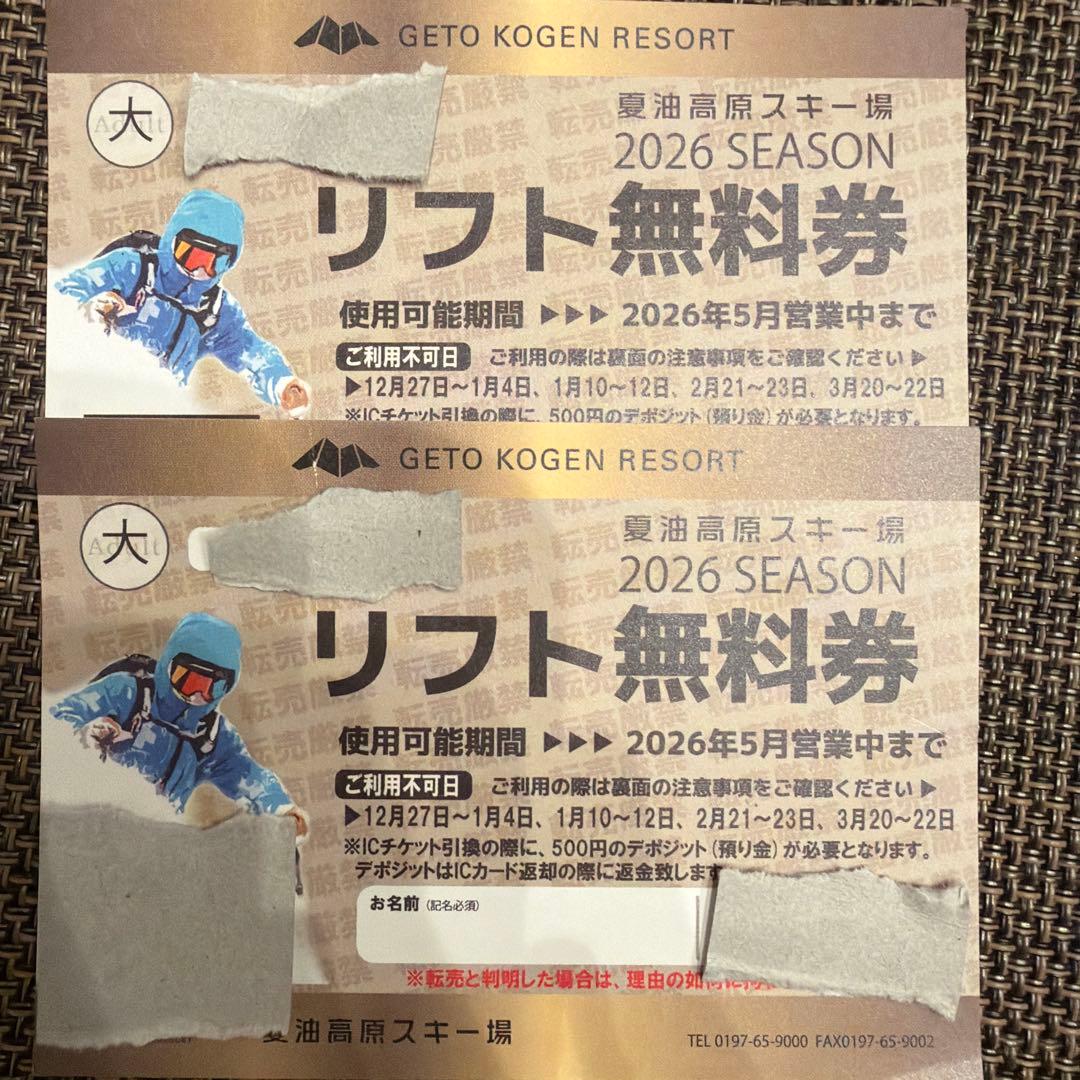 GETO KOGEN RESORT
大
Adult
夏油高原スキー場
2026 SEASON
リフト無料券
使用可能期間 ▶▶▶ 2026年5月営業中まで
ご利用不可日 ご利用の際は裏面の注意事項をご確認ください▶
▶12月27日～1月4日、1月10～12日、2月21～23日、3月20～22日
※ICチケット引換の際に、500円のデポジット(預り金)が必要となります。
GETO KOGEN RESORT
大
Adult
夏油高原スキー場
2026 SEASON
リフト無料券
使用可能期間 ▶▶▶ 2026年5月営業中まで
ご利用不可日 ご利用の際は裏面の注意事項をご確認ください▶
▶12月27日～1月4日、1月10～12日、2月21～23日、3月20～22日
※ICチケット引換の際に、500円のデポジット(預り金)が必要となります。
デポジットはICカード返却の際に返金致します
お名前(記名必須)
※転売と判明した場合は、理由の如何に
夏油高原スキー場
TEL 0197-65-9000 FAX0197-65-9002
転売厳禁